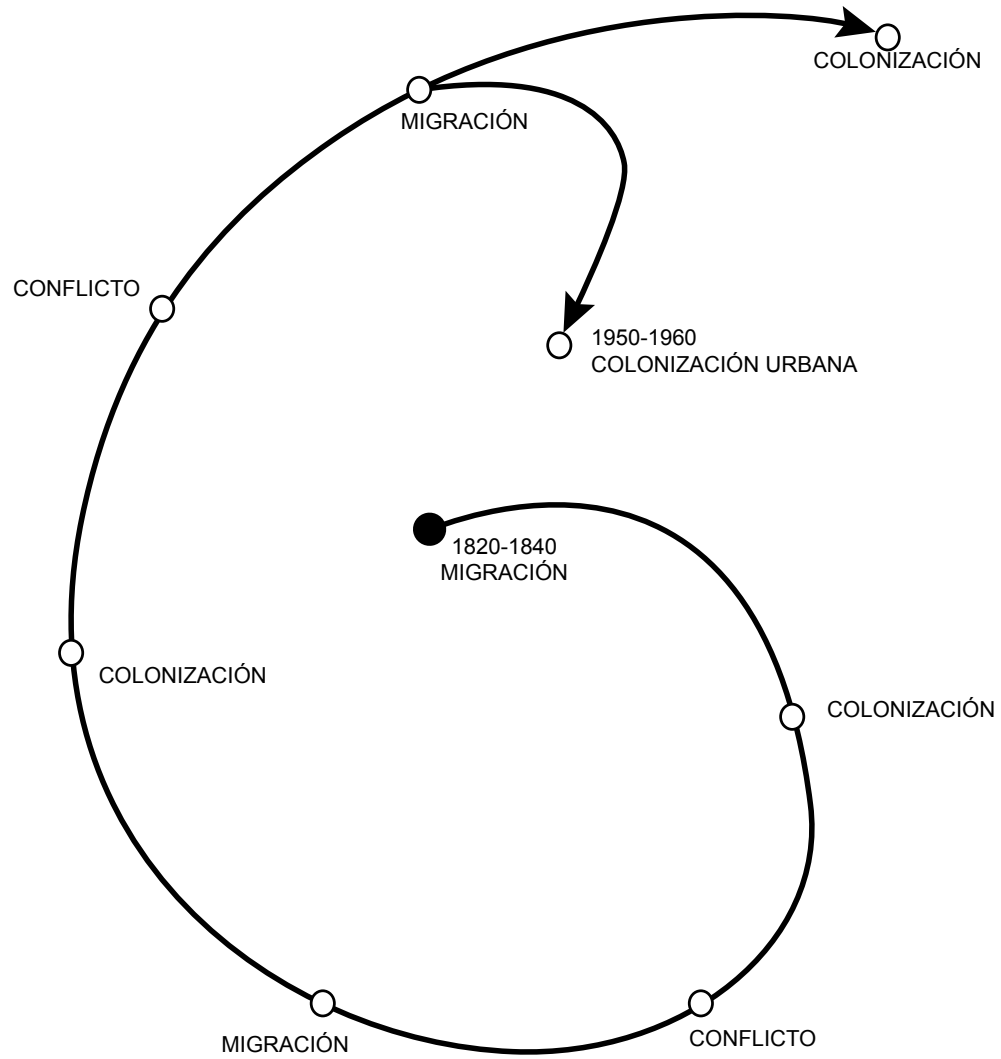 COLONIZACIÓN
MIGRACIÓN
CONFLICTO
1950-1960
COLONIZACIÓN URBANA
1820-1840
MIGRACIÓN
COLONIZACIÓN
COLONIZACIÓN
MIGRACIÓN
CONFLICTO